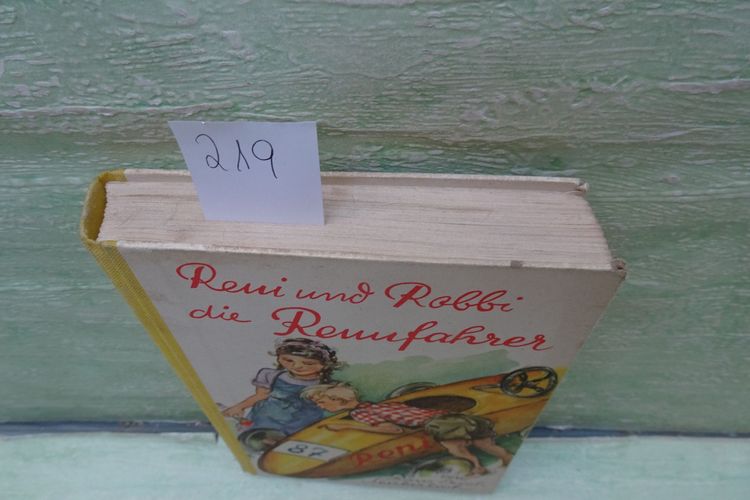 219
Reni und Robbi
die Rennfahrer
87
Reni